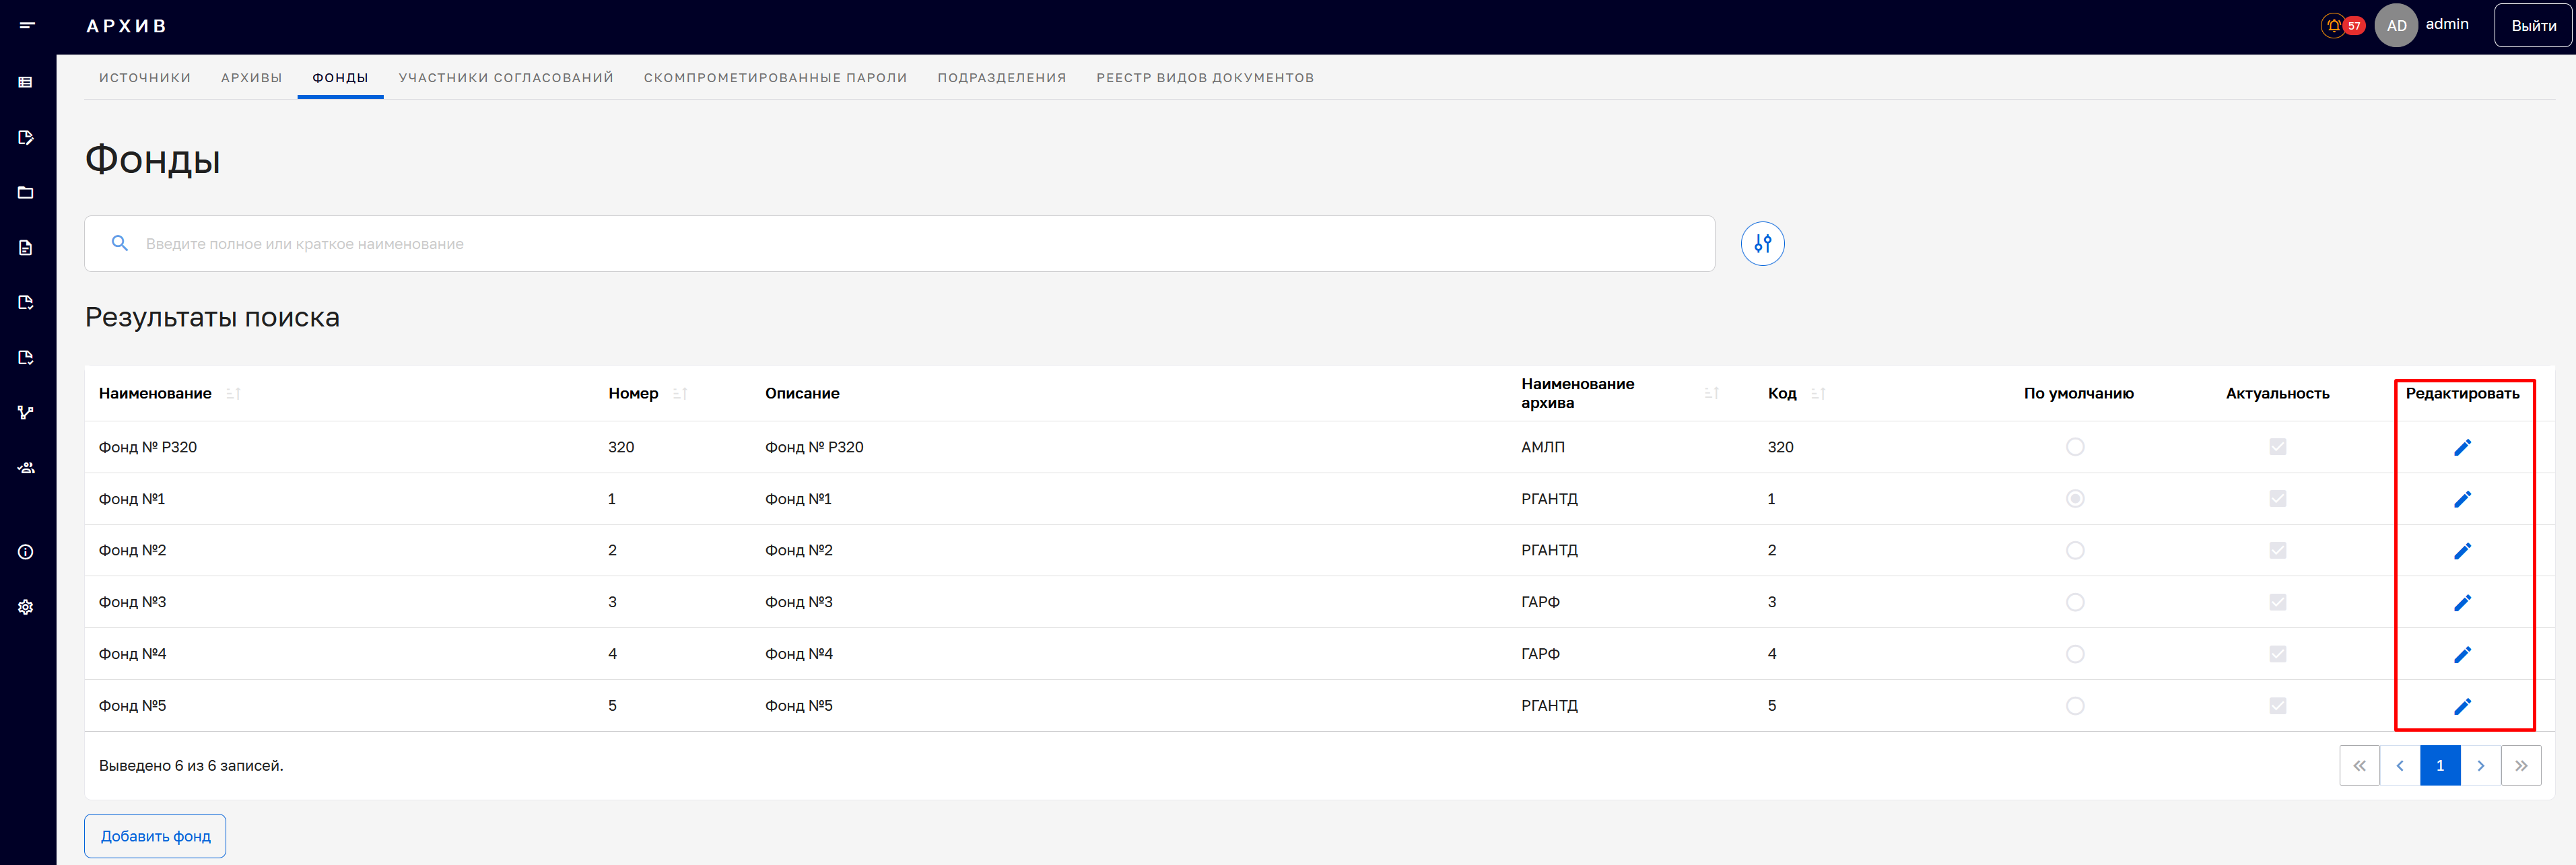 АРХИВ
57
AD
admin
Выйти
ИСТОЧНИКИ АРХИВЫ ФОНДЫ УЧАСТНИКИ СОГЛАСОВАНИЙ СКОМПРОМЕТИРОВАННЫЕ ПАРОЛИ ПОДРАЗДЕЛЕНИЯ РЕЕСТР ВИДОВ ДОКУМЕНТОВ
Фонды
Введите полное или краткое наименование
Результаты поиска
Наименование Номер Описание Наименование архива Код По умолчанию Актуальность Редактировать
Фонд № Р320 320 Фонд № Р320 АМЛП 320
Фонд №1 1 Фонд №1 РГАНТД 1
Фонд №2 2 Фонд №2 РГАНТД 2
Фонд №3 3 Фонд №3 ГАРФ 3
Фонд №4 4 Фонд №4 ГАРФ 4
Фонд №5 5 Фонд №5 РГАНТД 5
Выведено 6 из 6 записей.
1
Добавить фонд